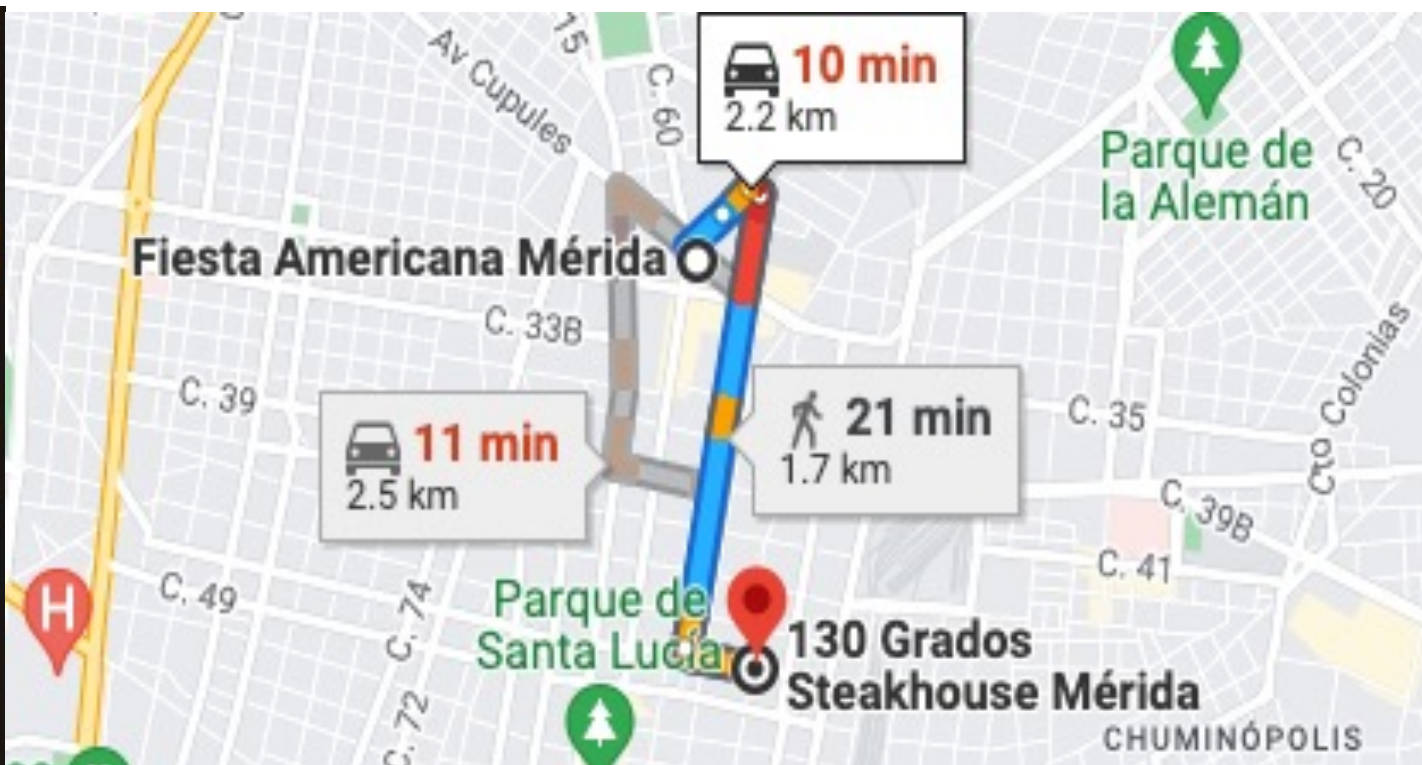 15
Av Cupules
C. 60
10 min
2.2 km
Parque de
la Alemán
C. 20
Fiesta Americana Mérida
C. 33B
C. 39
11 min
2.5 km
21 min
1.7 km
C. 35
Cto Colonias
C. 39B
C. 41
C. 49
C. 74
H
Parque de
Santa Lucía
130 Grados
Steakhouse Mérida
C. 72
CHUMINÓPOLIS